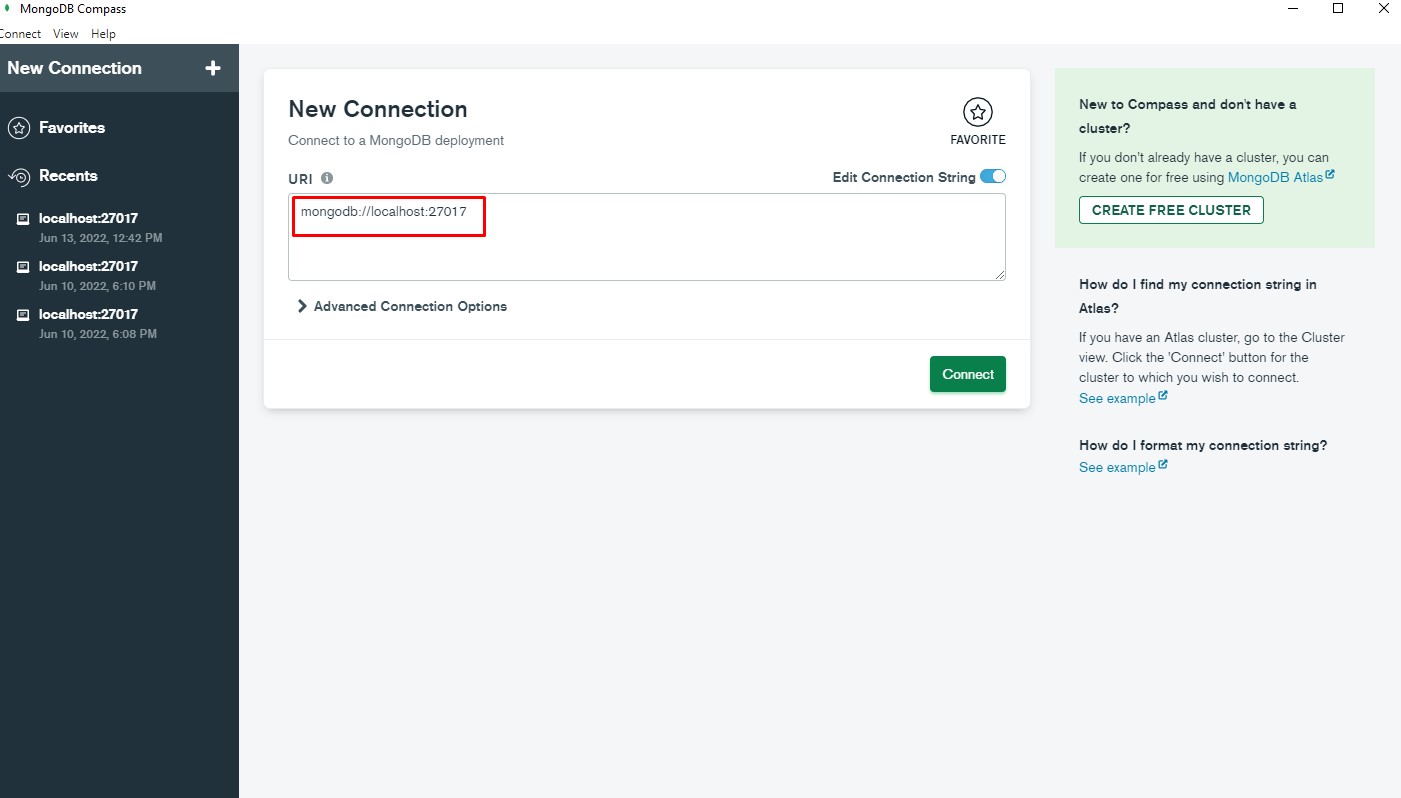 MongoDB Compass
Connect View Help
New Connection
Favorites
Recents
localhost:27017
Jun 13, 2022, 12:42 PM
localhost:27017
Jun 10, 2022, 6:10 PM
localhost:27017
Jun 10, 2022, 6:08 PM
New Connection
Connect to a MongoDB deployment
FAVORITE
URI
Edit Connection String
mongodb://localhost:27017
Advanced Connection Options
Connect
New to Compass and don't have a
cluster?
If you don't already have a cluster, you can
create one for free using MongoDB Atlas
CREATE FREE CLUSTER
How do I find my connection string in
Atlas?
If you have an Atlas cluster, go to the Cluster
view. Click the 'Connect' button for the
cluster to which you wish to connect.
See example
How do I format my connection string?
See example